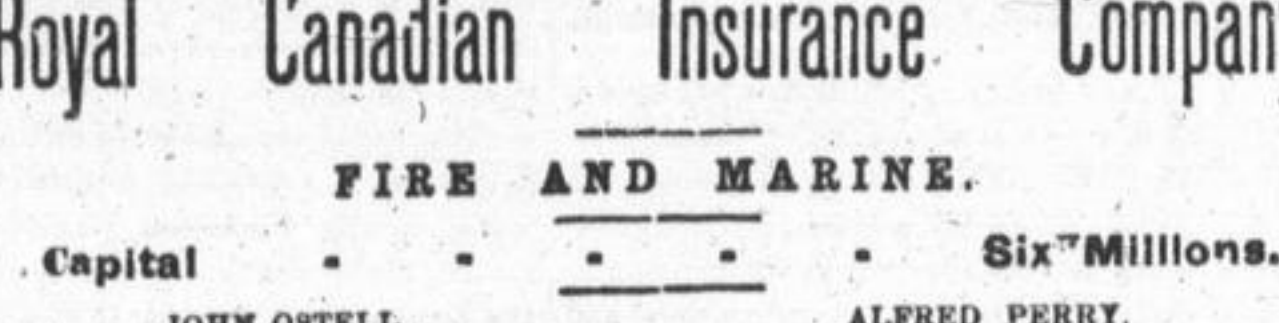 Royal Canadian Insurance Compan
FIRE AND MARINE.
Capital - - - - - Six Millions.
JOHN OSTELL ALFRED PERRY.